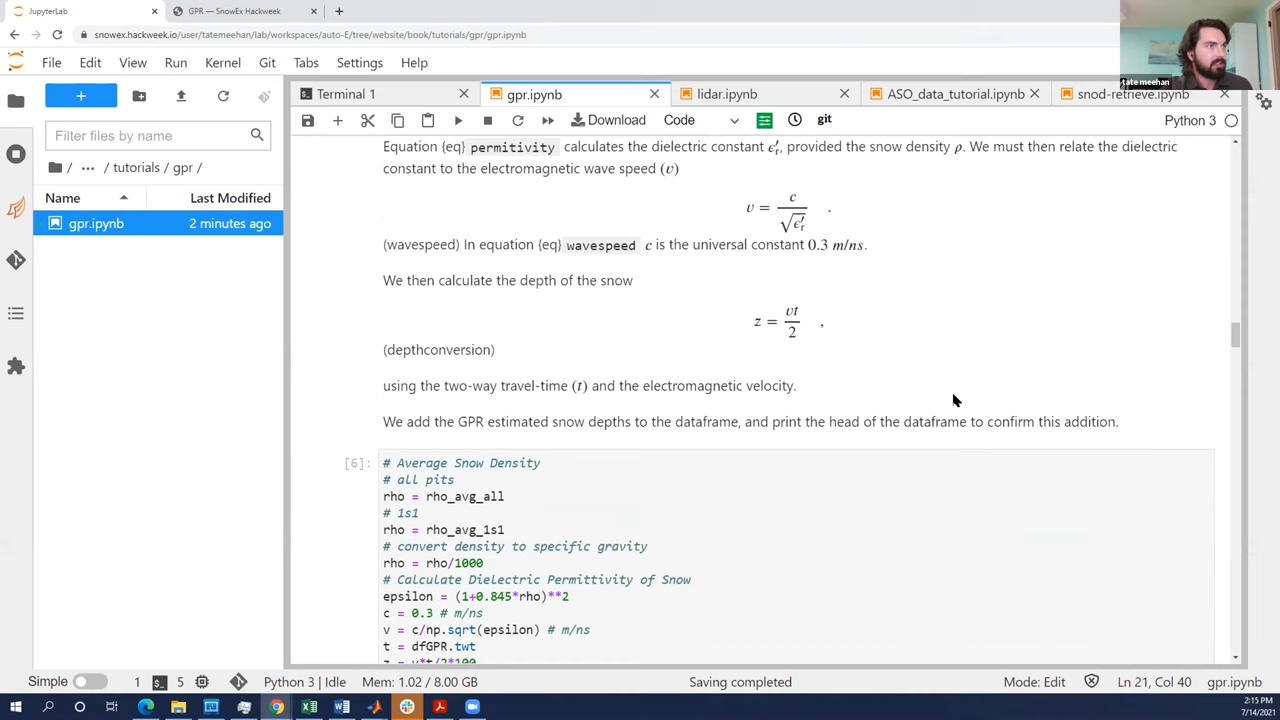 JupyterLab
GPR — SnowEx Hackweek
snowex.hackweek.io/user/tatemeehan/lab/workspaces/auto-E/tree/website/book/tutorials/gpr/gpr.ipynb
tate meehan
File Edit View Run Kernel Git Tabs Settings Help
Terminal 1
gpr.ipynb
lidar.ipynb
ASO_data_tutorial.ipynb
snod-retrieve.ipynb
Download
Code
git
Python 3
Filter files by name
/ ... / tutorials / gpr /
Name Last Modified
gpr.ipynb 2 minutes ago
Equation {eq} permitivity calculates the dielectric constant ϵ′r, provided the snow density ρ. We must then relate the dielectric
constant to the electromagnetic wave speed (v)
v = c/√ϵ′r .
(wavespeed) In equation {eq} wavespeed c is the universal constant 0.3 m/ns.
We then calculate the depth of the snow
z = vt/2 ,
(depthconversion)
using the two-way travel-time (t) and the electromagnetic velocity.
We add the GPR estimated snow depths to the dataframe, and print the head of the dataframe to confirm this addition.
[6]:
# Average Snow Density
# all pits
rho = rho_avg_all
# 1s1
rho = rho_avg_1s1
# convert density to specific gravity
rho = rho/1000
# Calculate Dielectric Permittivity of Snow
epsilon = (1+0.845*rho)**2
c = 0.3 # m/ns
v = c/np.sqrt(epsilon) # m/ns
t = dfGPR.twt
z = v*t/2*100
Simple 1 5 Python 3 | Idle Mem: 1.02 / 8.00 GB Saving completed Mode: Edit Ln 21, Col 40 gpr.ipynb
2:15 PM
7/14/2021